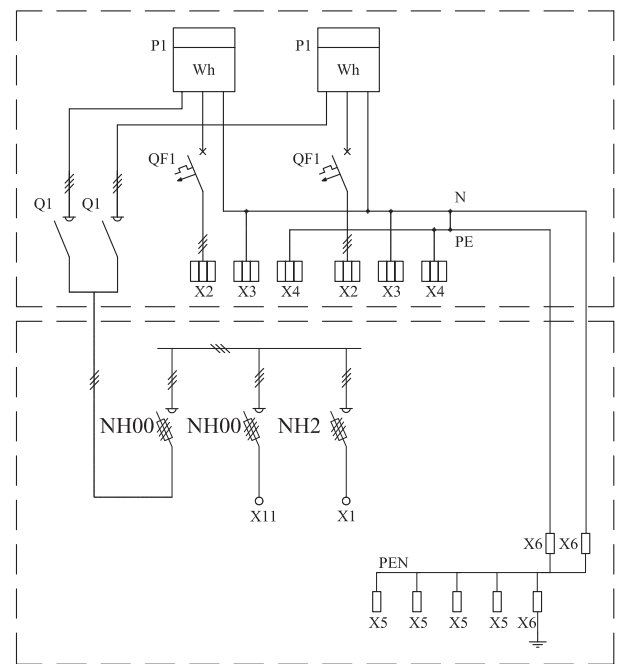 P1 P1
Wh Wh
QF1 QF1
Q1 Q1 N
PE
X2 X3 X4 X2 X3 X4
NH00 NH00 NH2
X11 X1
X6 X6
PEN
X5 X5 X5 X5 X6